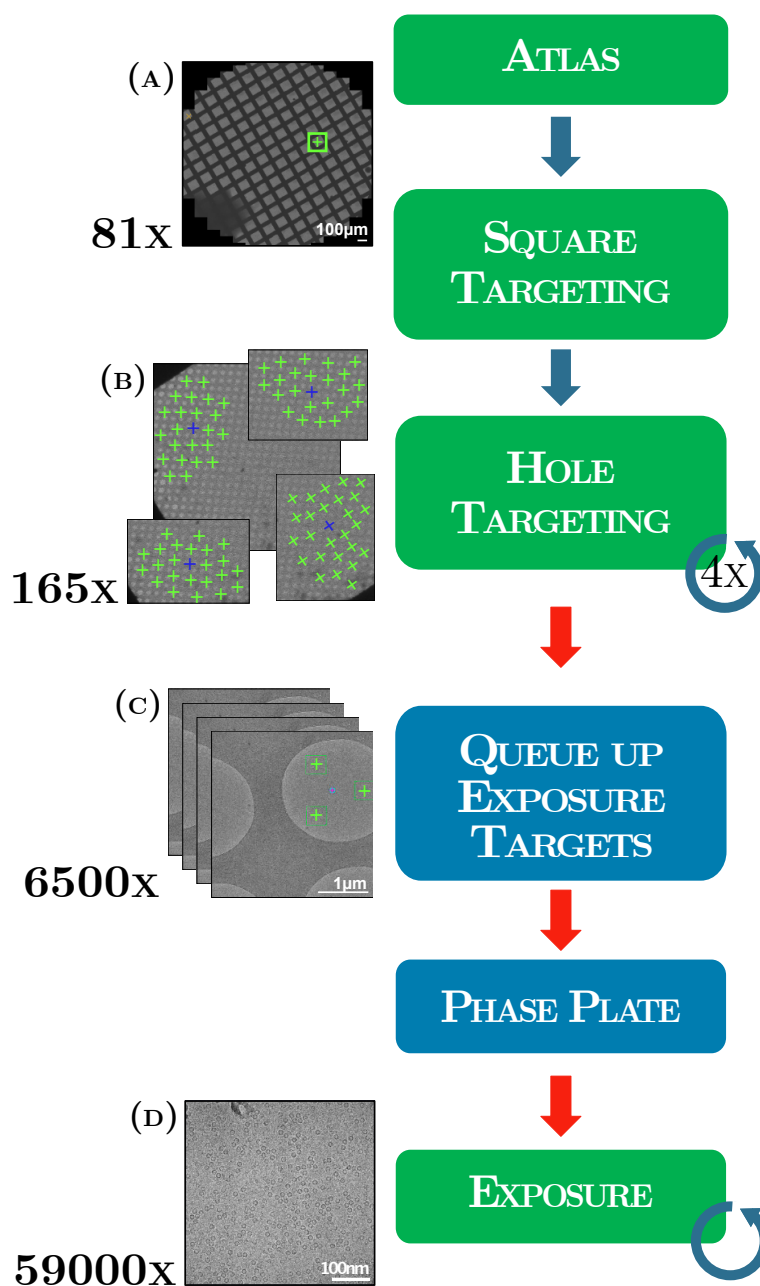 (A)
81x
100µm
ATLAS
SQUARE
TARGETING
(B)
165x
HOLE
TARGETING
4x
(C)
6500x
1µm
QUEUE UP
EXPOSURE
TARGETS
PHASE PLATE
(D)
59000x
100nm
EXPOSURE